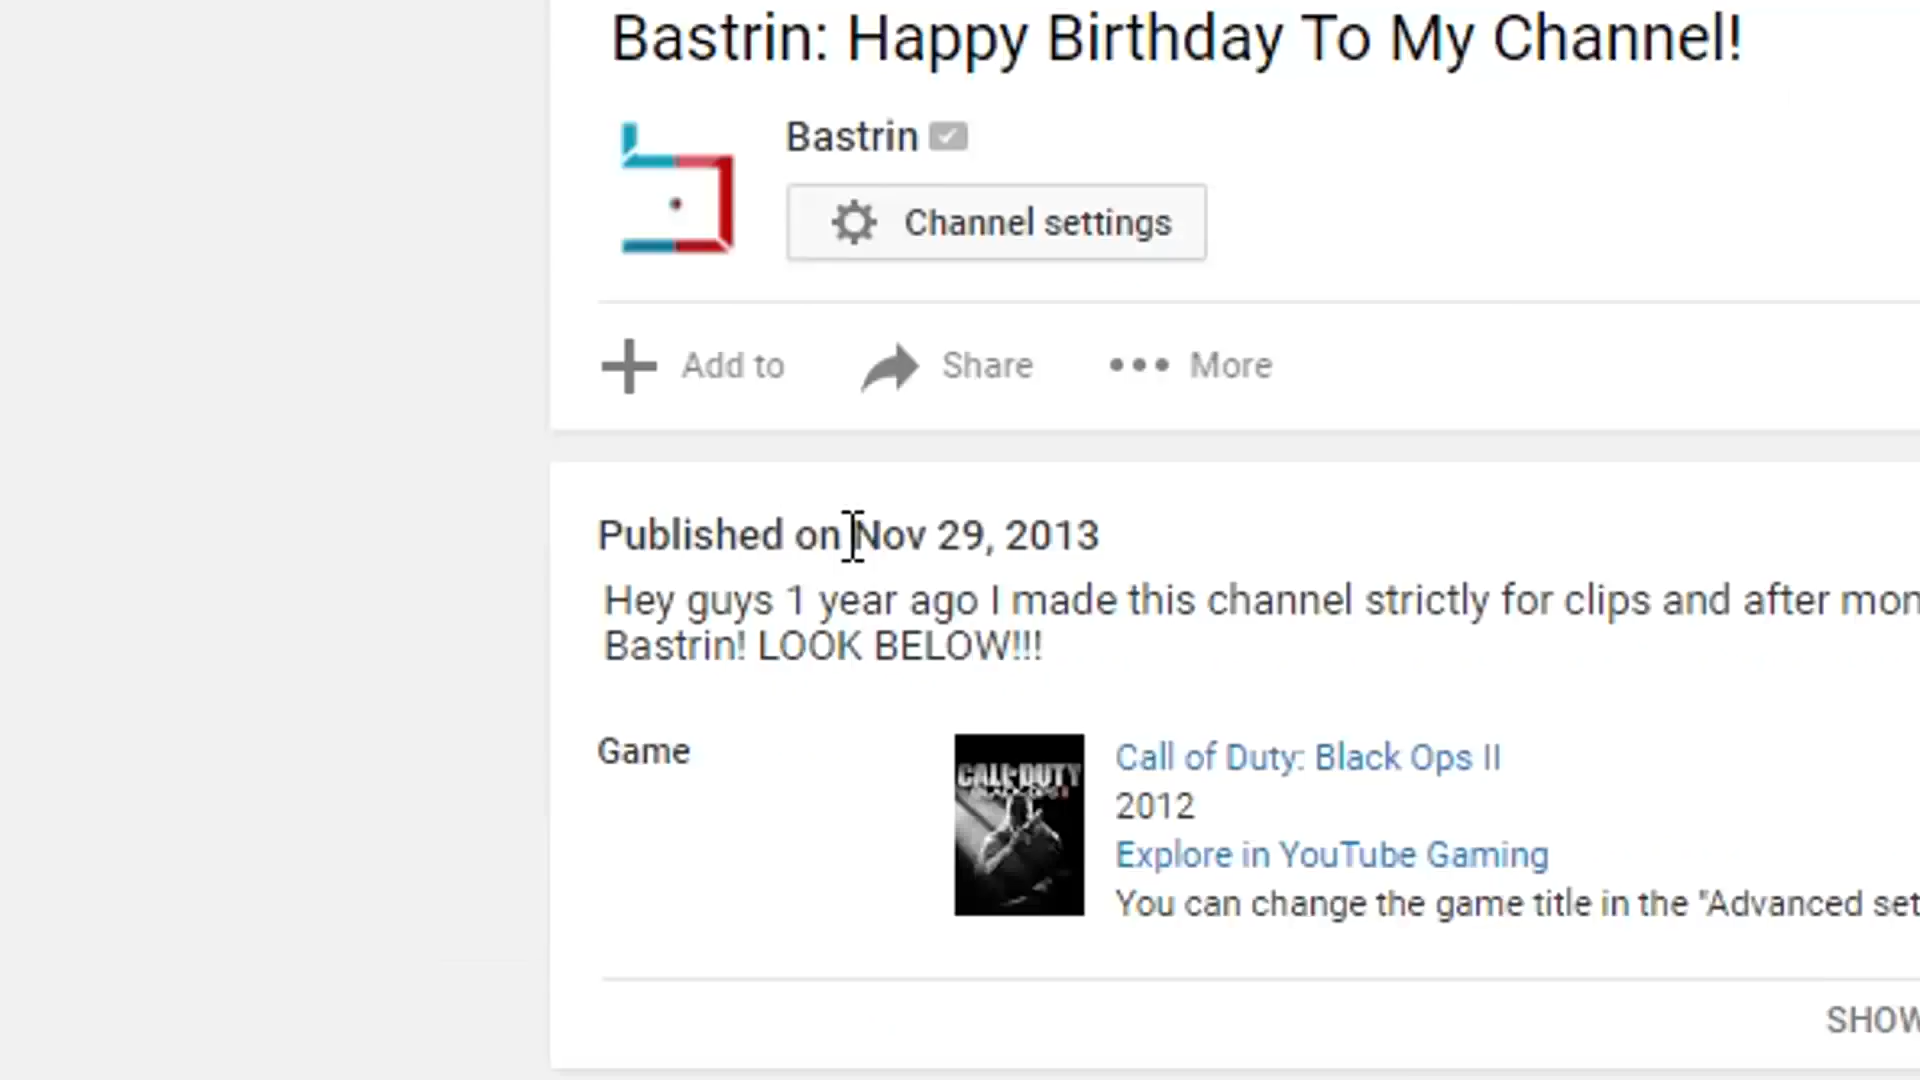 Bastrin: Happy Birthday To My Channel!
Bastrin
Channel settings
Add to
Share
More
Published on Nov 29, 2013
Hey guys 1 year ago I made this channel strictly for clips and after mon
Bastrin! LOOK BELOW!!!
Game
CALL OF DUTY
Call of Duty: Black Ops II
2012
Explore in YouTube Gaming
You can change the game title in the "Advanced set
SHOW